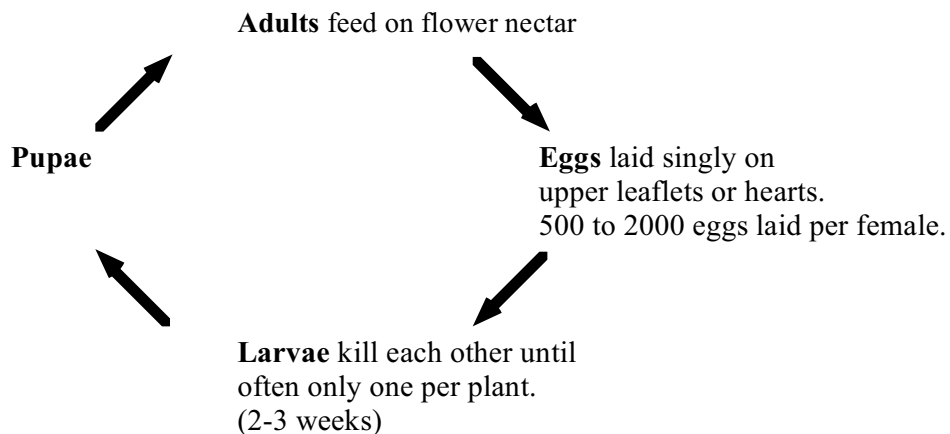 Adults feed on flower nectar
Pupae
Eggs laid singly on
upper leaflets or hearts.
500 to 2000 eggs laid per female.
Larvae kill each other until
often only one per plant.
(2-3 weeks)